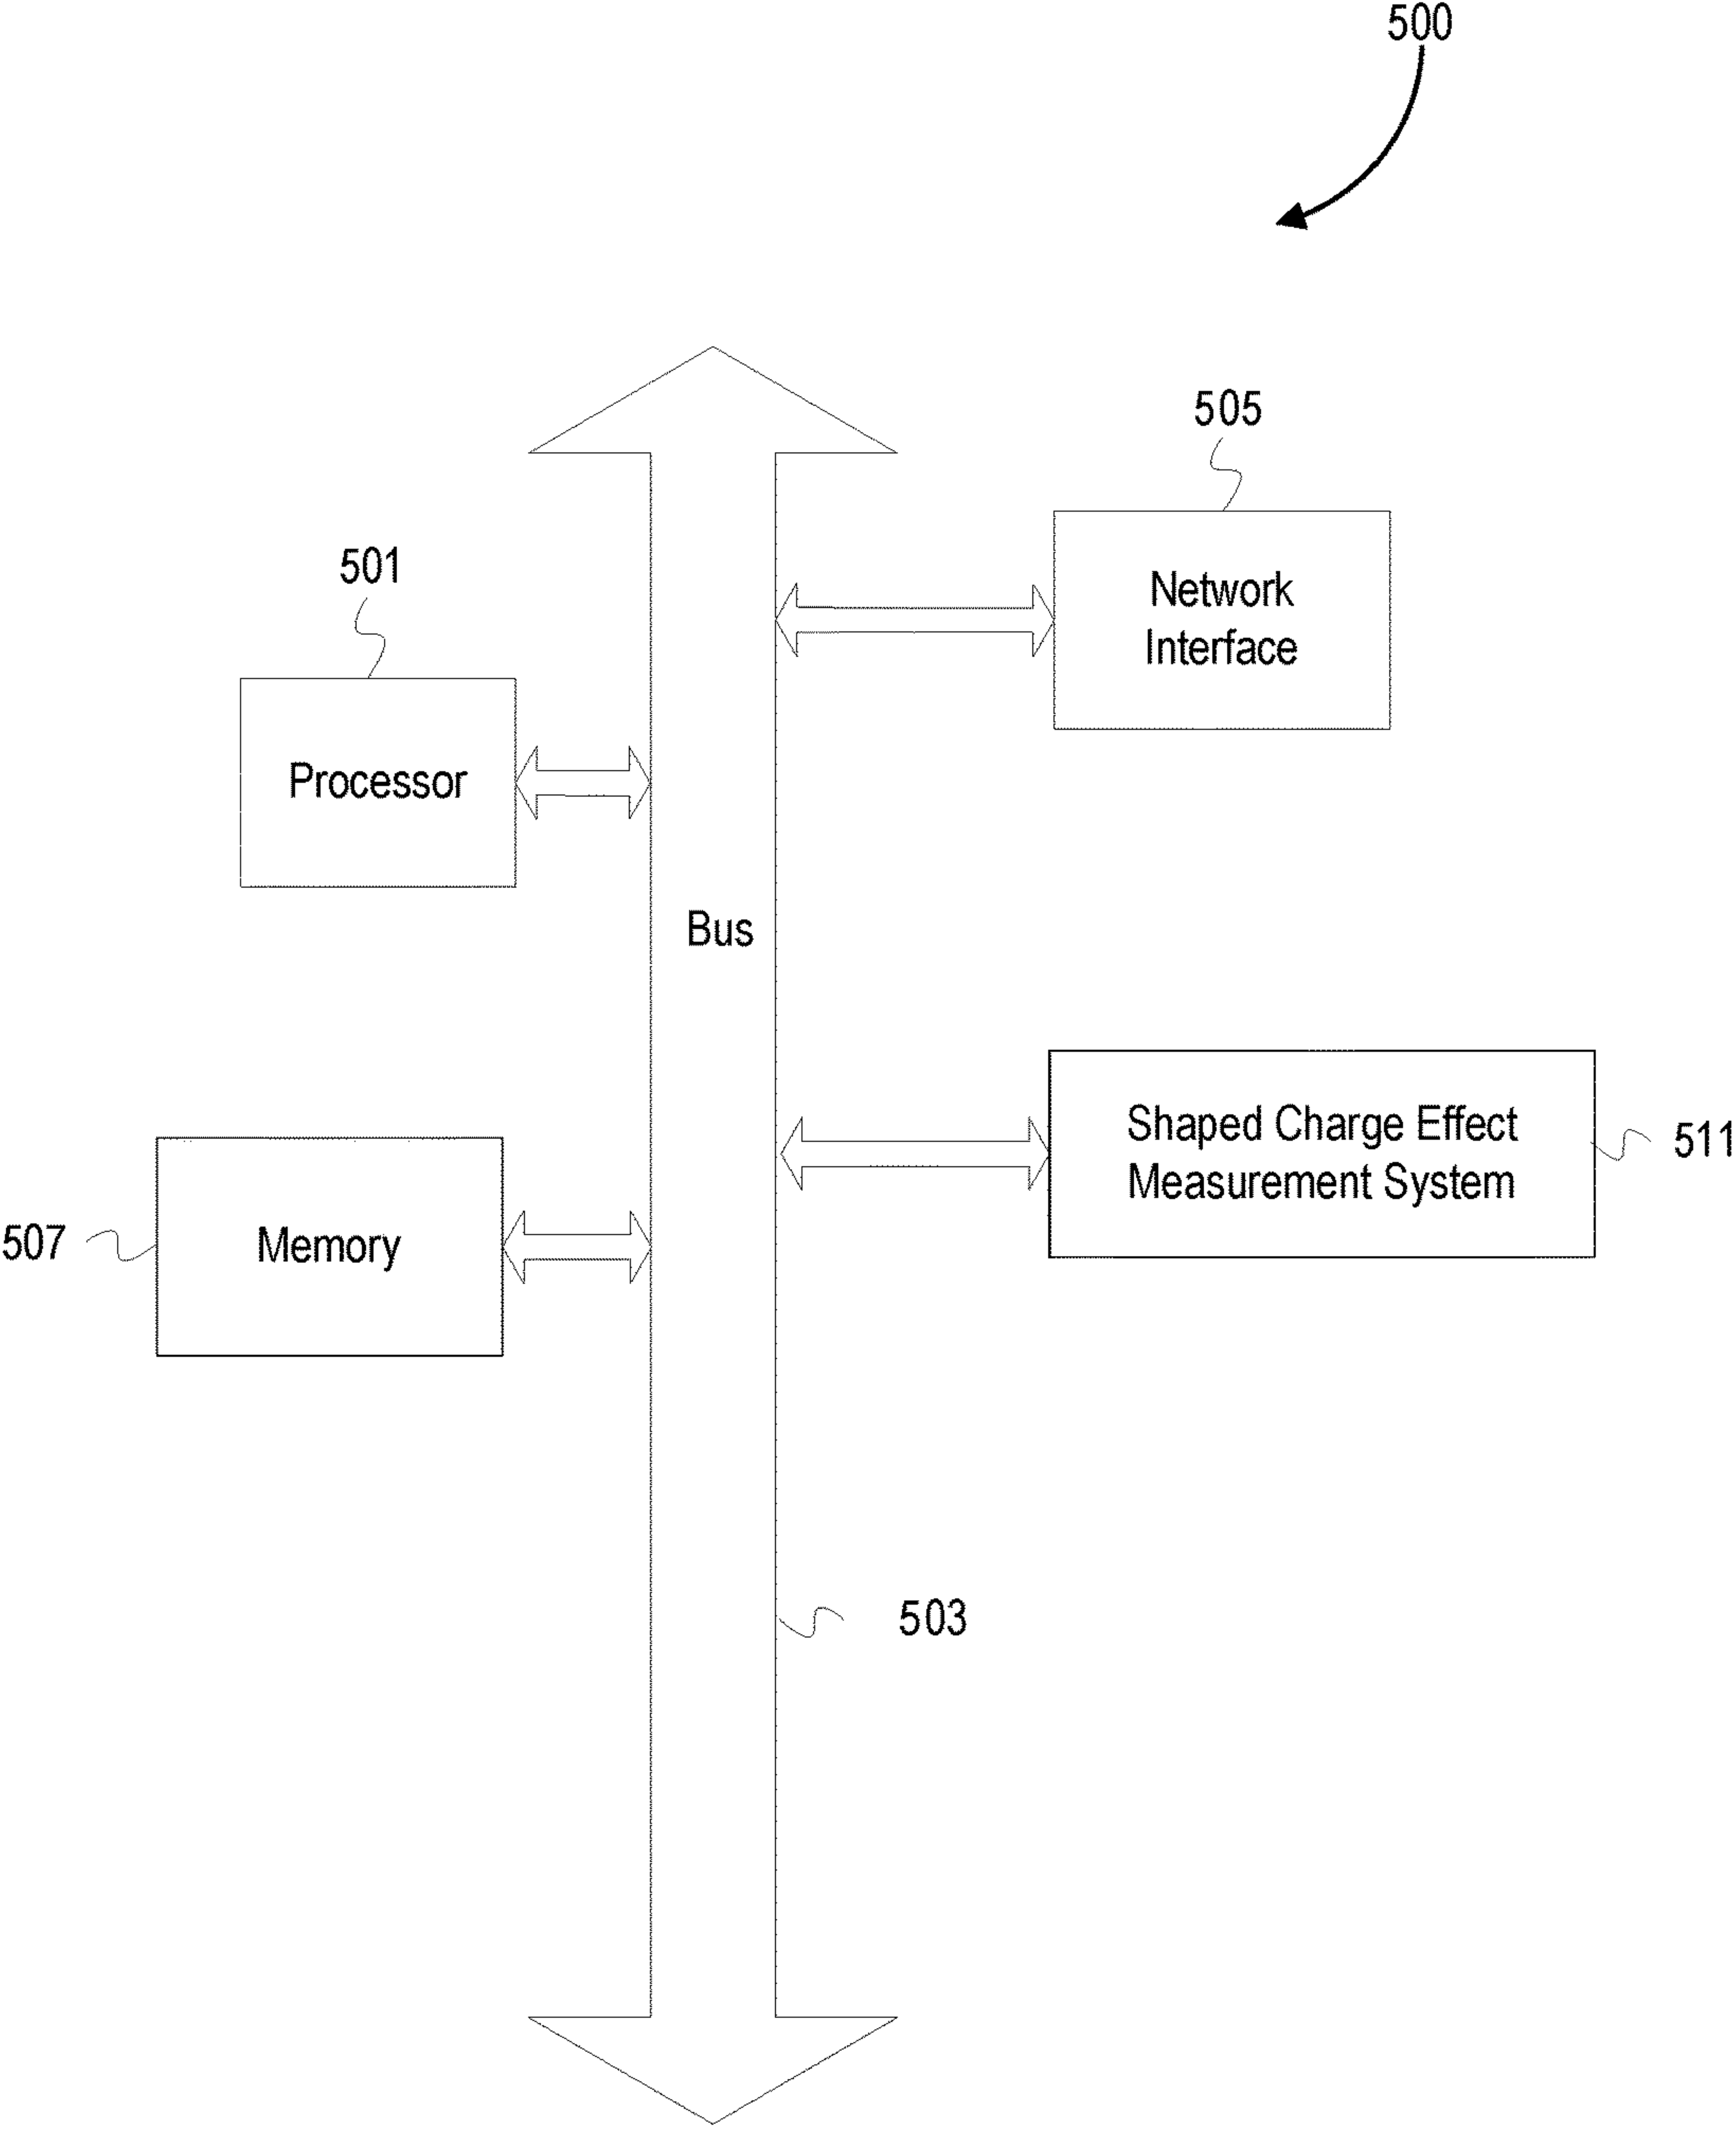 500
505
Network
Interface
501
Processor
Bus
Shaped Charge Effect
Measurement System
511
507
Memory
503